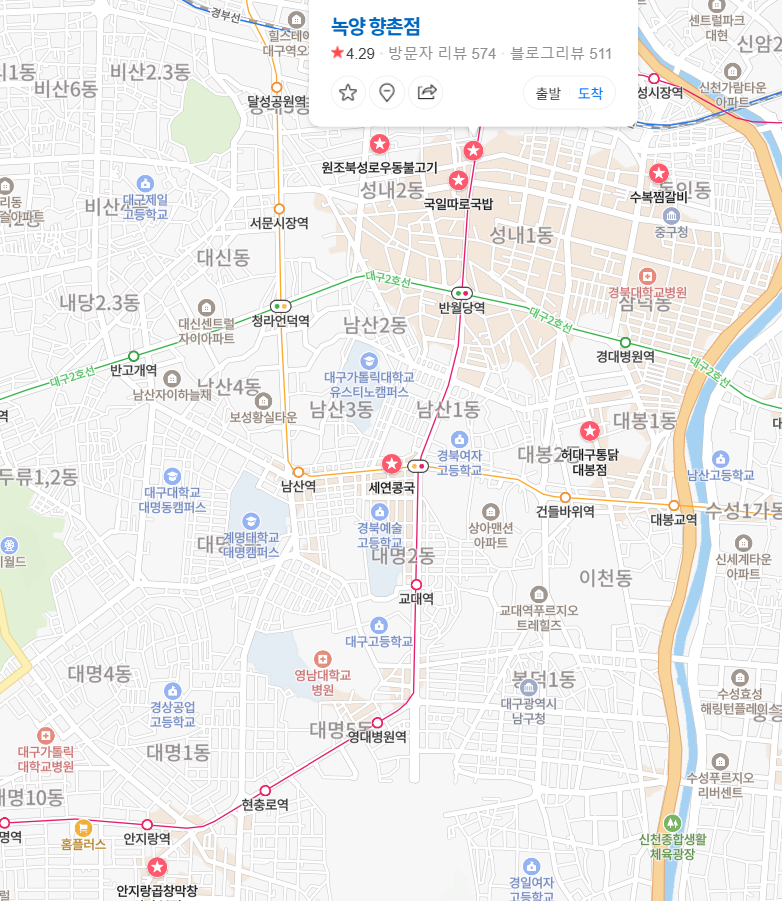 녹양 향촌점
4.29 · 방문자 리뷰 574 · 블로그리뷰 511
출발
도착
경부선
센트럴파크
대현
신암2
비산2.3동
비산6동
신천가람타운
아파트
성시장역
달성공원역
원조북성로우동불고기
대구제일
고등학교
성내2동
국일따로국밥
수복찜갈비
서문시장역
성내1동
중구청
대신동
대구2호선
경북대학교병원
삼덕동
내당2.3동
반월당역
대신센트럴
자이아파트
청라언덕역
남산2동
대구2호선
경대병원역
반고개역
대구2호선
대구2호선
대구가톨릭대학교
유스티노캠퍼스
남산자이하늘채
남산4동
보성황실타운
남산3동
남산1동
대봉1동
경북여자
고등학교
허대구통닭
대봉점
두류1,2동
남산역
세연콩국
남산고등학교
대구대학교
대명동캠퍼스
건들바위역
대봉교역
수성1가동
계명대학교
대명캠퍼스
경북예술
고등학교
상아맨션
아파트
대명2동
이월드
신세계타운
아파트
이천동
교대역
교대역푸르지오
트레힐즈
대구고등학교
대명4동
영남대학교
병원
봉덕1동
대구광역시
남구청
경상공업
고등학교
수성효성
해링턴플레이스
대명5동
영대병원역
대구가톨릭
대학교병원
대명1동
수성푸르지오
리버센트
대명10동
현충로역
명역
안지랑역
홈플러스
신천종합생활
체육광장
안지랑곱창막창
경일여자
고등학교